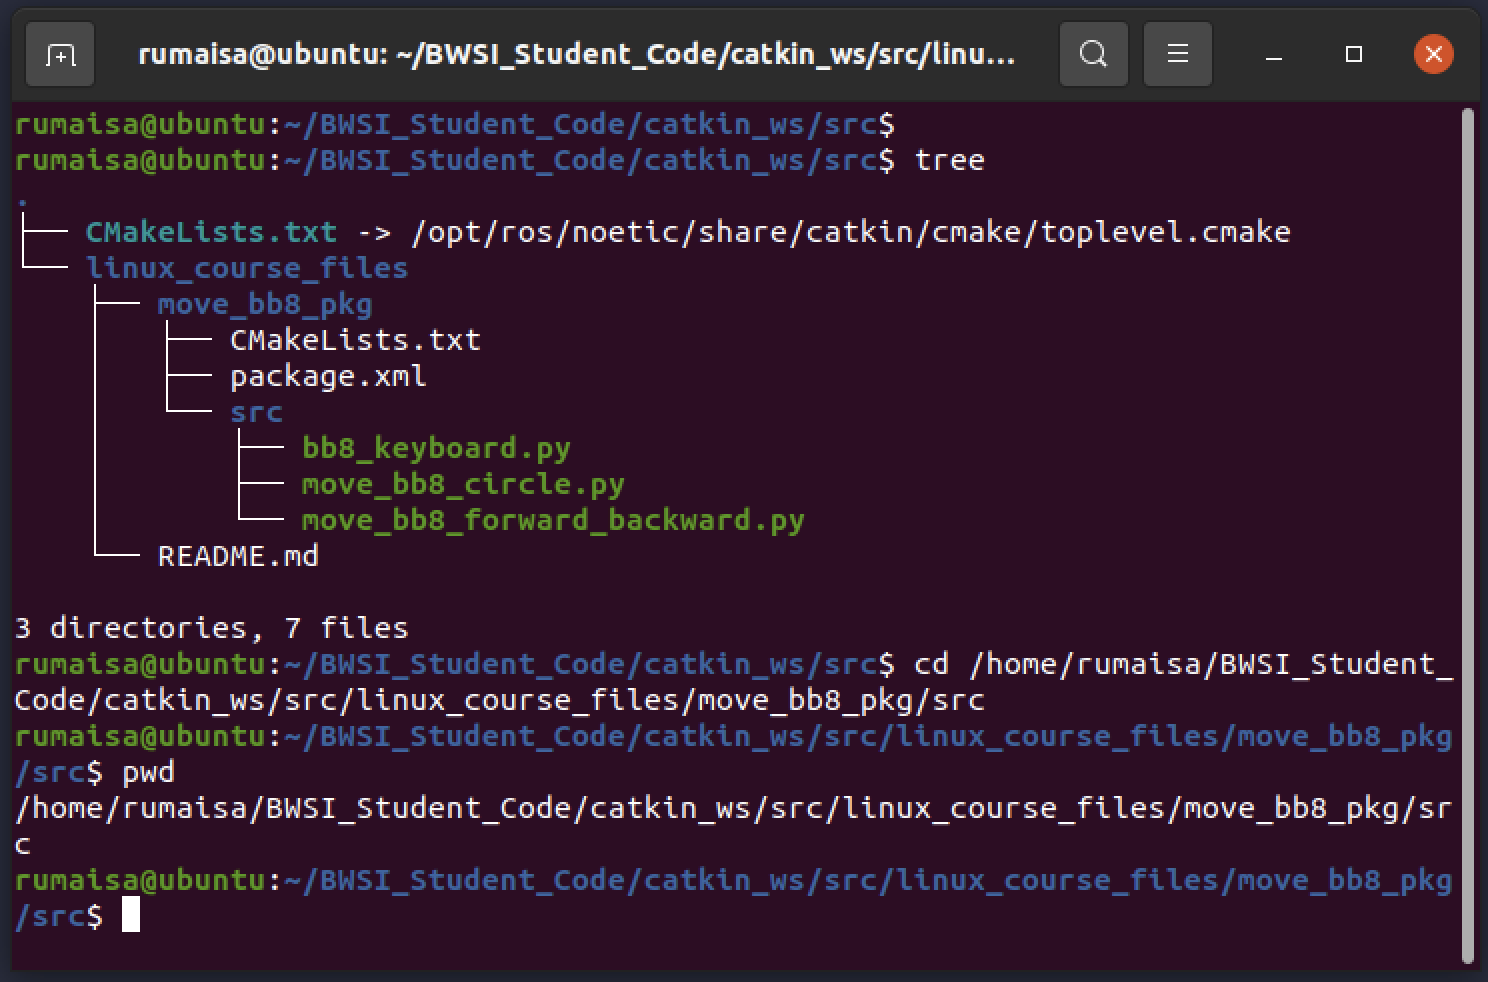 rumaisa@ubuntu: ~/BWSI_Student_Code/catkin_ws/src/linu...
rumaisa@ubuntu:~/BWSI_Student_Code/catkin_ws/src$
rumaisa@ubuntu:~/BWSI_Student_Code/catkin_ws/src$ tree
.
├── CMakeLists.txt -> /opt/ros/noetic/share/catkin/cmake/toplevel.cmake
└── linux_course_files
    ├── move_bb8_pkg
    │   ├── CMakeLists.txt
    │   ├── package.xml
    │   └── src
    │       ├── bb8_keyboard.py
    │       ├── move_bb8_circle.py
    │       └── move_bb8_forward_backward.py
    └── README.md
3 directories, 7 files
rumaisa@ubuntu:~/BWSI_Student_Code/catkin_ws/src$ cd /home/rumaisa/BWSI_Student_
Code/catkin_ws/src/linux_course_files/move_bb8_pkg/src
rumaisa@ubuntu:~/BWSI_Student_Code/catkin_ws/src/linux_course_files/move_bb8_pkg
/src$ pwd
/home/rumaisa/BWSI_Student_Code/catkin_ws/src/linux_course_files/move_bb8_pkg/sr
c
rumaisa@ubuntu:~/BWSI_Student_Code/catkin_ws/src/linux_course_files/move_bb8_pkg
/src$